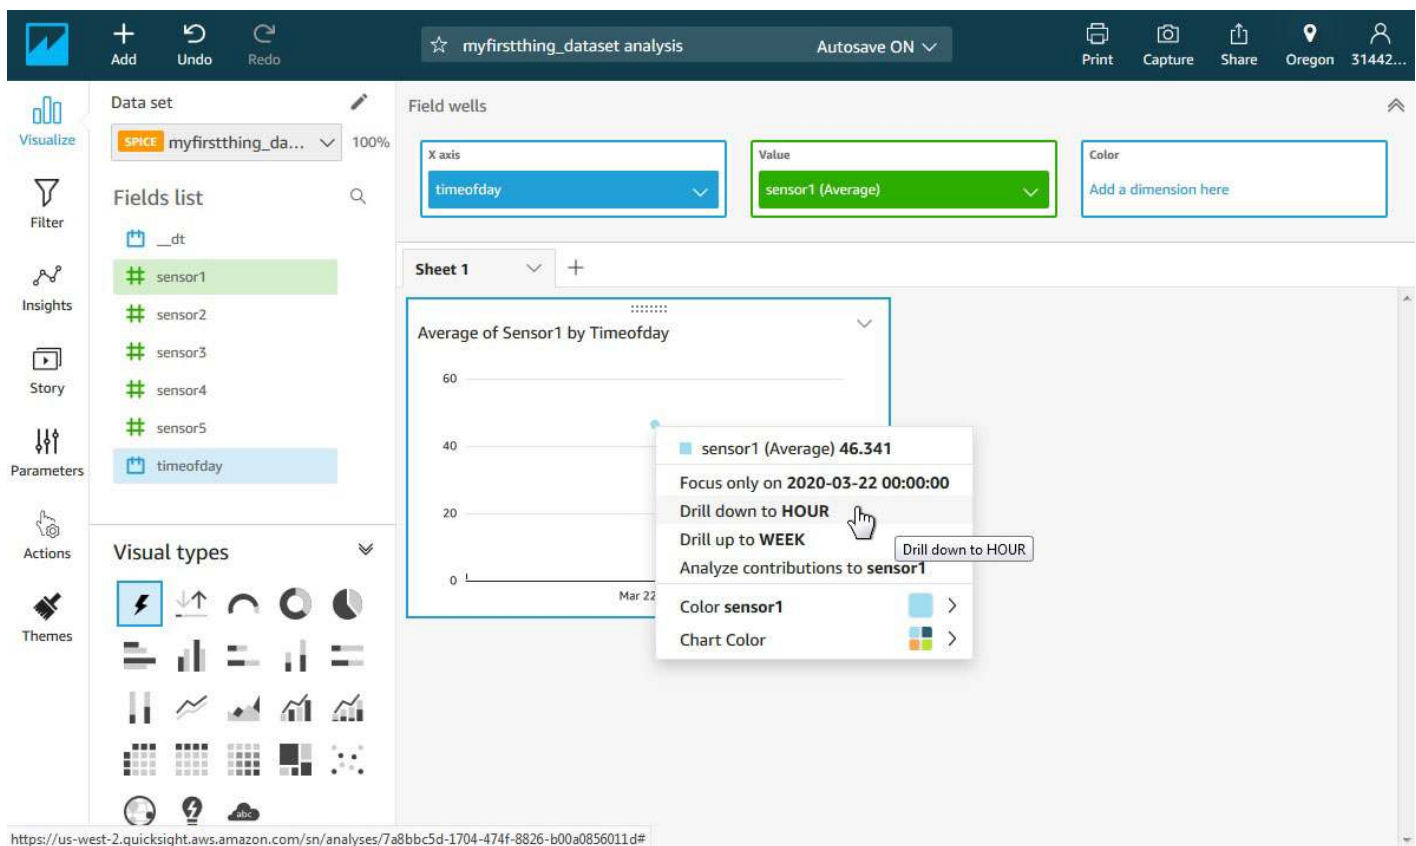 Add
Undo
Redo
myfirstthing_dataset analysis
Autosave ON
Print
Capture
Share
Oregon
31442...
Visualize
Filter
Insights
Story
Parameters
Actions
Themes
Data set
SPICE myfirstthing_da...
100%
Fields list
__dt
sensor1
sensor2
sensor3
sensor4
sensor5
timeofday
Visual types
abc
Field wells
X axis
timeofday
Value
sensor1 (Average)
Color
Add a dimension here
Sheet 1
Average of Sensor1 by Timeofday
60
40
20
0
Mar 22
sensor1 (Average) 46.341
Focus only on 2020-03-22 00:00:00
Drill down to HOUR
Drill up to WEEK
Drill down to HOUR
Analyze contributions to sensor1
Color sensor1
Chart Color
https://us-west-2.quicksight.aws.amazon.com/sn/analyses/7a8bbc5d-1704-474f-8826-b00a0856011d#